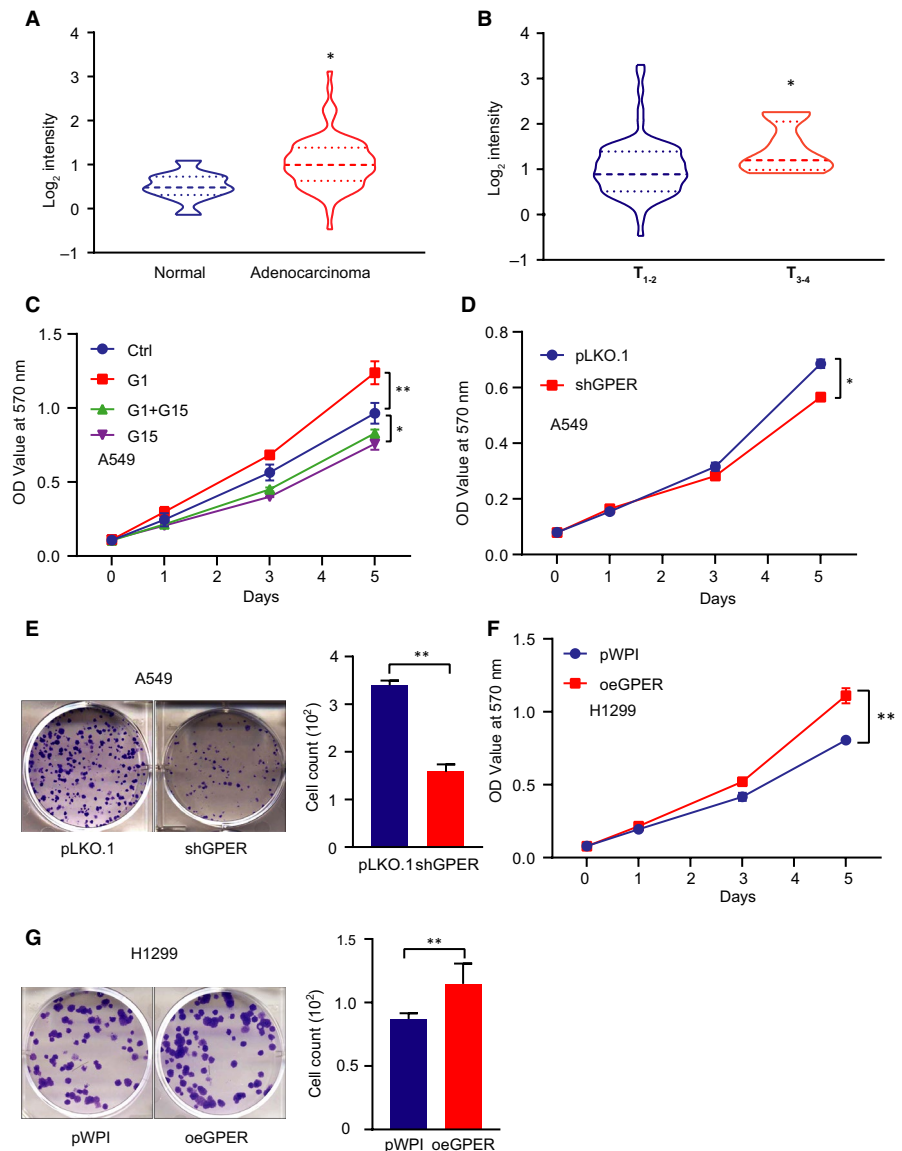 A
4
3
2
1
0
–1
Log2 intensity
*
Normal
Adenocarcinoma
B
4
3
2
1
0
–1
Log2 intensity
*
T1-2
T3-4
C
1.5
1.0
0.5
0.0
OD Value at 570 nm
Ctrl
G1
G1+G15
G15
A549
**
*
0 1 2 3 4 5
Days
D
0.8
0.6
0.4
0.2
0.0
OD Value at 570 nm
pLKO.1
shGPER
A549
*
0 1 2 3 4 5
Days
E
A549
pLKO.1
shGPER
4
3
2
1
0
Cell count (10²)
**
pLKO.1 shGPER
F
1.5
1.0
0.5
0.0
OD Value at 570 nm
pWPI
oeGPER
H1299
**
0 1 2 3 4 5
Days
G
H1299
pWPI
oeGPER
1.5
1.0
0.5
0
Cell count (10²)
**
pWPI oeGPER